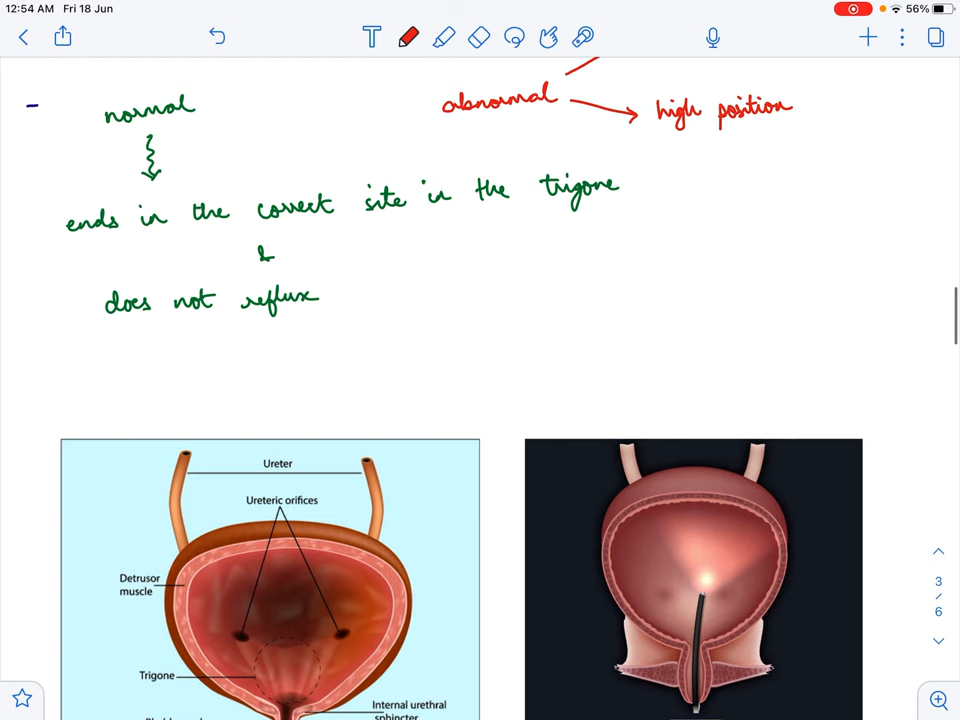 12:54 AM Fri 18 Jun
56%
T
normal
abnormal
high position
ends in the correct site in the trigone
&
does not reflux
Ureter
Ureteric orifices
Detrusor
muscle
Trigone
Internal urethral
sphincter
3
/
6